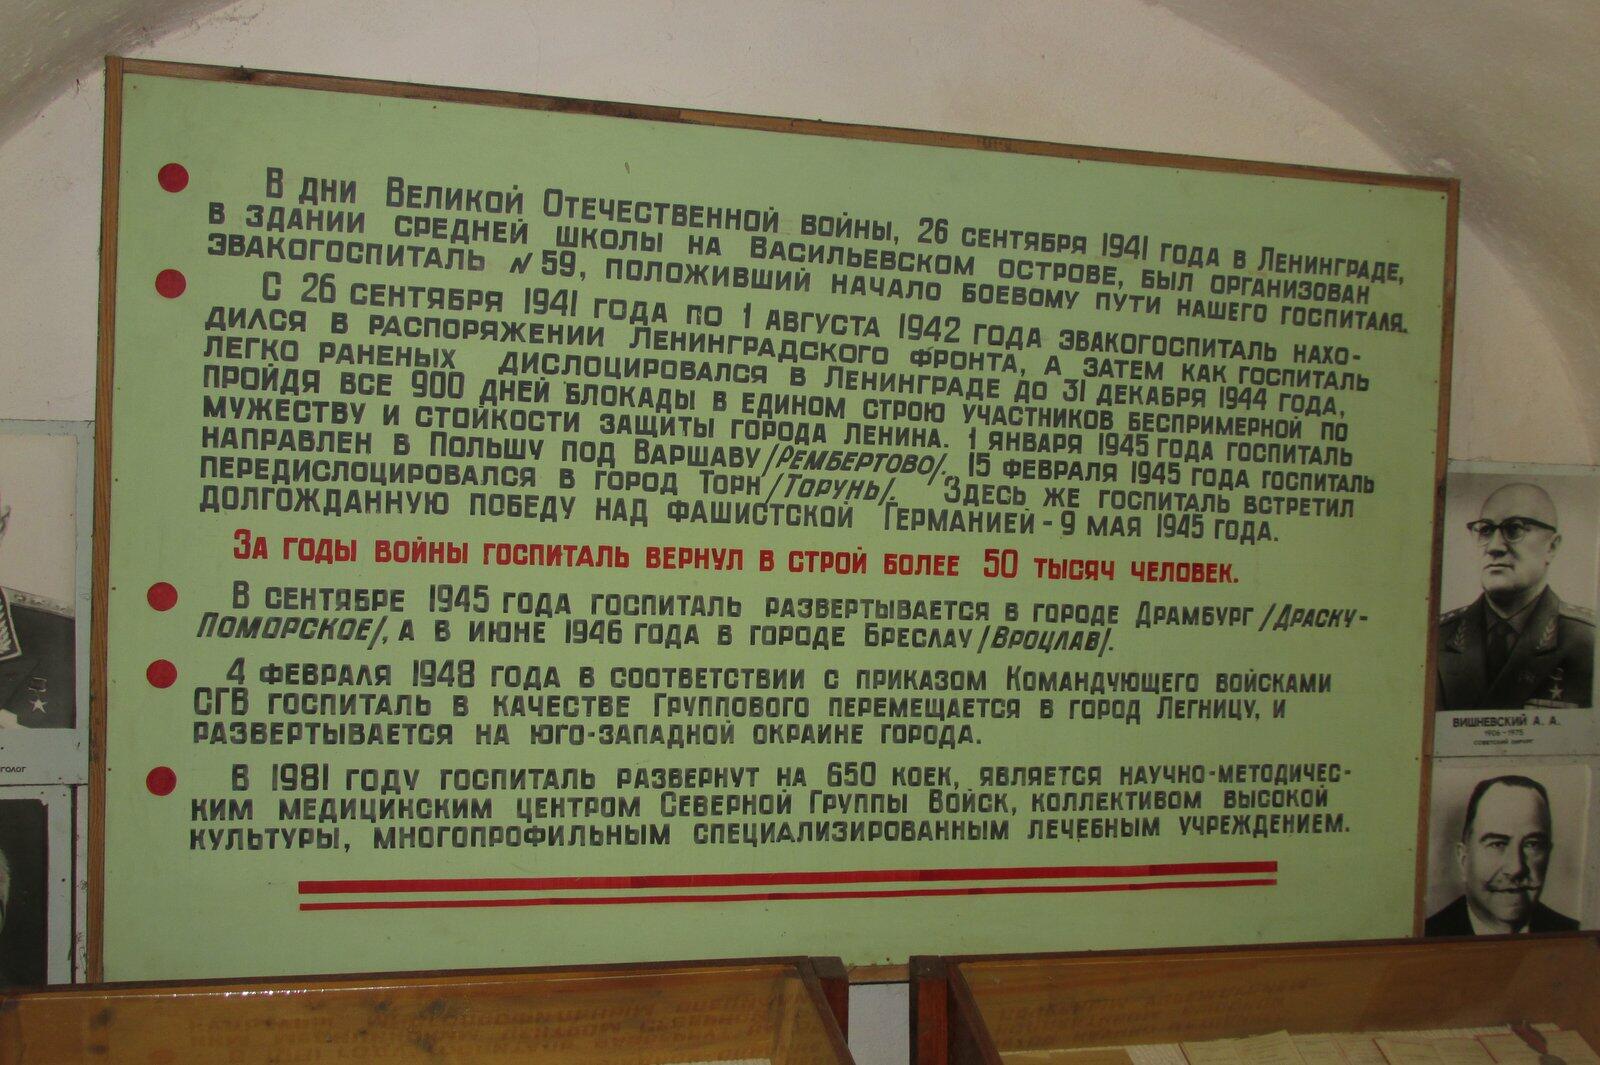 В дни Великой Отечественной войны, 26 сентября 1941 года в Ленинграде,
в здании средней школы на Васильевском острове, был организован
эвакогоспиталь N 59, положивший начало боевому пути нашего госпиталя.
С 26 сентября 1941 года по 1 августа 1942 года эвакогоспиталь нахо-
дился в распоряжении Ленинградского фронта, а затем как госпиталь
легко раненых дислоцировался в Ленинграде до 31 декабря 1944 года,
пройдя все 900 дней блокады в едином строю участников беспримерной по
мужеству и стойкости защиты города Ленина. 1 января 1945 года госпиталь
направлен в Польшу под Варшаву /Рембертово/. 15 февраля 1945 года госпиталь
передислоцировался в город Торн /Торунь/. Здесь же госпиталь встретил
долгожданную победу над фашистской Германией - 9 мая 1945 года.
За годы войны госпиталь вернул в строй более 50 тысяч человек.
В сентябре 1945 года госпиталь развертывается в городе Драмбург /Драску-
Поморское/, а в июне 1946 года в городе Бреслау /Вроцлав/.
4 февраля 1948 года в соответствии с приказом Командующего войсками
СГВ госпиталь в качестве Группового перемещается в город Легницу, и
развертывается на юго-западной окраине города.
В 1981 году госпиталь развернут на 650 коек, является научно-методичес-
ким медицинским центром Северной Группы Войск, коллективом высокой
культуры, многопрофильным специализированным лечебным учреждением.
ВИШНЕВСКИЙ А. А.
1906-1975
СОВЕТСКИЙ ХИРУРГ